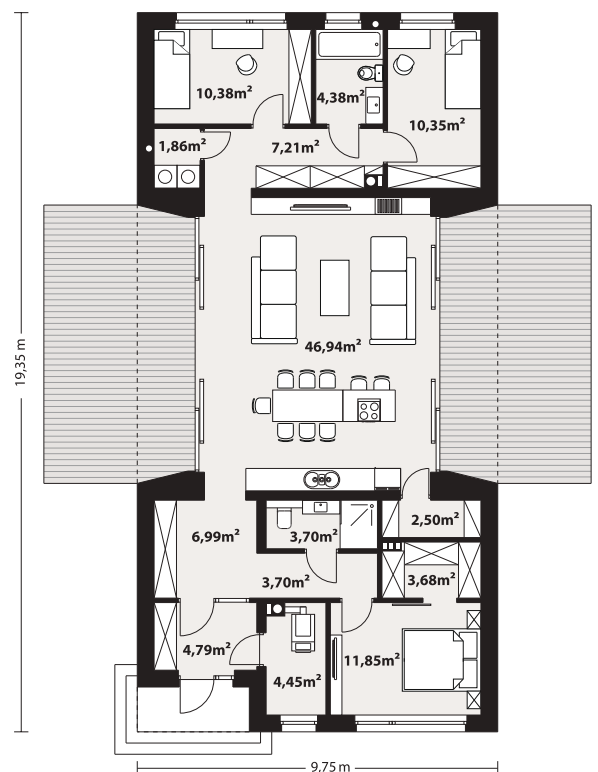 10,38m²
4,38m²
10,35m²
1,86m²
7,21m²
46,94m²
19,35 m
2,50m²
6,99m²
3,70m²
3,70m²
3,68m²
4,79m²
11,85m²
4,45m²
9,75 m